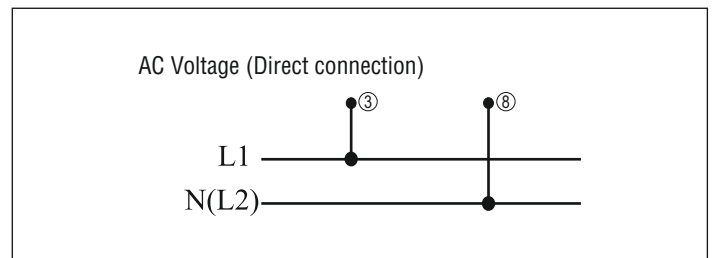 AC Voltage (Direct connection)
③ ⑧
L1
N(L2)